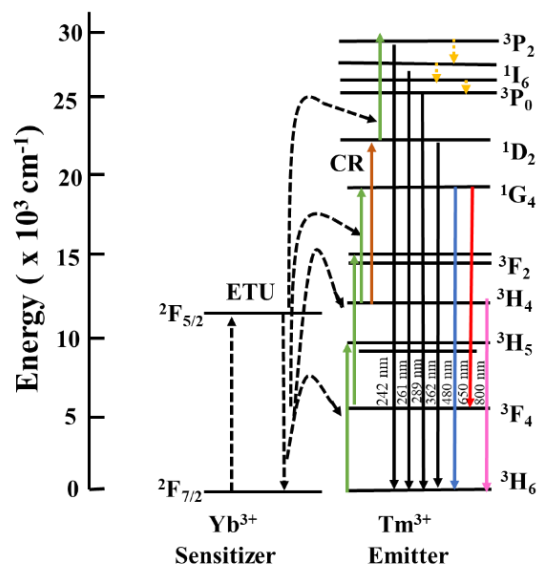 Energy ( x 10³ cm⁻¹)
30
25
20
15
10
5
0
ETU
CR
²F₅/₂
²F₇/₂
³P₂
¹I₆
³P₀
¹D₂
¹G₄
³F₂
³H₄
³H₅
³F₄
³H₆
242 nm
261 nm
289 nm
362 nm
480 nm
650 nm
800 nm
Yb³⁺
Sensitizer
Tm³⁺
Emitter